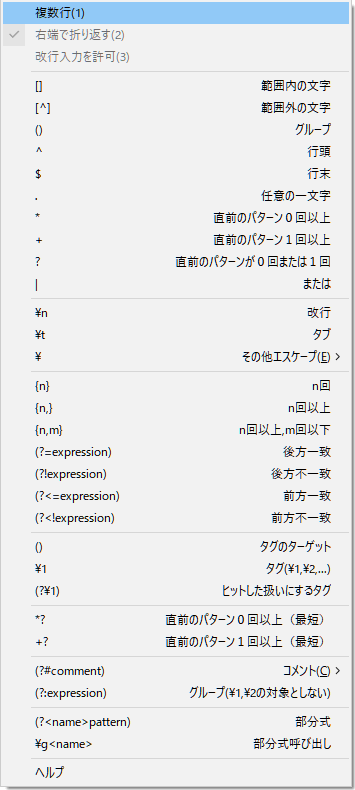 複数行(1)
右端で折り返す(2)
改行入力を許可(3)
[] 範囲内の文字
[^] 範囲外の文字
() グループ
^ 行頭
$ 行末
. 任意の一文字
* 直前のパターン０回以上
+ 直前のパターン１回以上
? 直前のパターンが０回または１回
| または
¥n 改行
¥t タブ
¥ その他エスケープ(E)
{n} n回
{n,} n回以上
{n,m} n回以上,m回以下
(?=expression) 後方一致
(?!expression) 後方不一致
(?<=expression) 前方一致
(?<!expression) 前方不一致
() タグのターゲット
¥1 タグ(¥1,¥2,...)
(?¥1) ヒットした扱いにするタグ
*? 直前のパターン０回以上（最短）
+? 直前のパターン１回以上（最短）
(?#comment) コメント(C)
(?:expression) グループ(¥1,¥2の対象としない)
(?<name>pattern) 部分式
¥g<name> 部分式呼び出し
ヘルプ